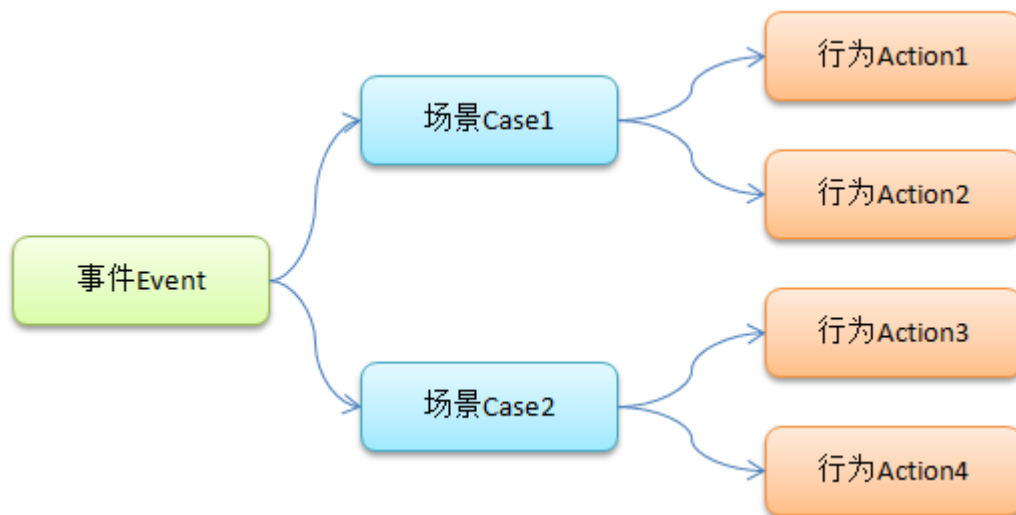 行为Action1
场景Case1
行为Action2
事件Event
行为Action3
场景Case2
行为Action4